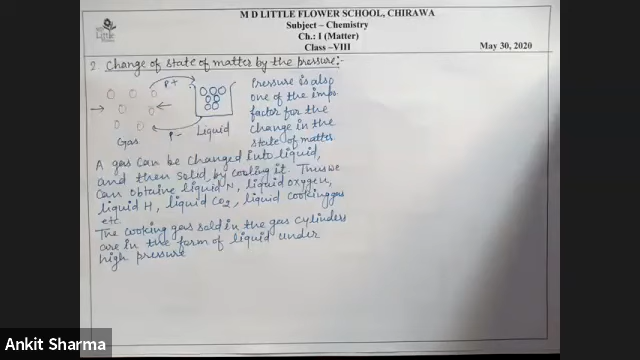 M D LITTLE FLOWER SCHOOL, CHIRAWA
Subject – Chemistry
Ch.: I (Matter)
Class –VIII
May 30, 2020
Little
2 Change of state of matter by the pressure:-
P+
P-
Gas
Liquid
Pressure is also
one of the imp.
factor for the
change in the
state of matter.
A gas can be changed into liquid,
and then solid by cooling it. Thus we
can obtaine liquid N, liquid oxygen,
liquid H, liquid CO2, liquid cooking gas
etc
The cooking gas sold in the gas cylinders
are in the form of liquid under
high pressure
Ankit Sharma